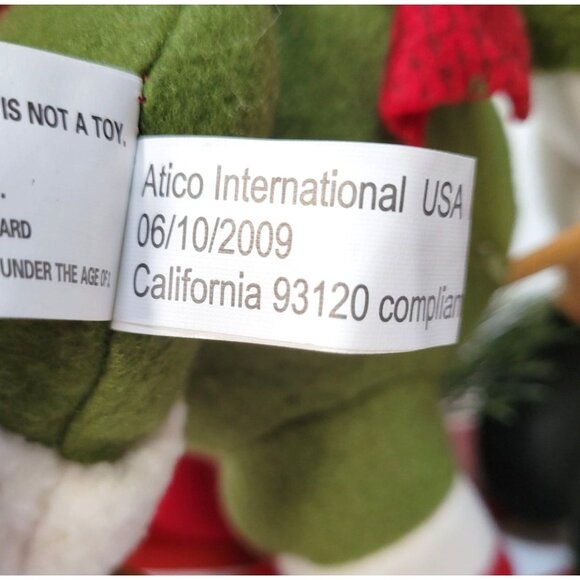 IS NOT A TOY.
.
ARD
UNDER THE AGE OF
Atico International USA
06/10/2009
California 93120 complian